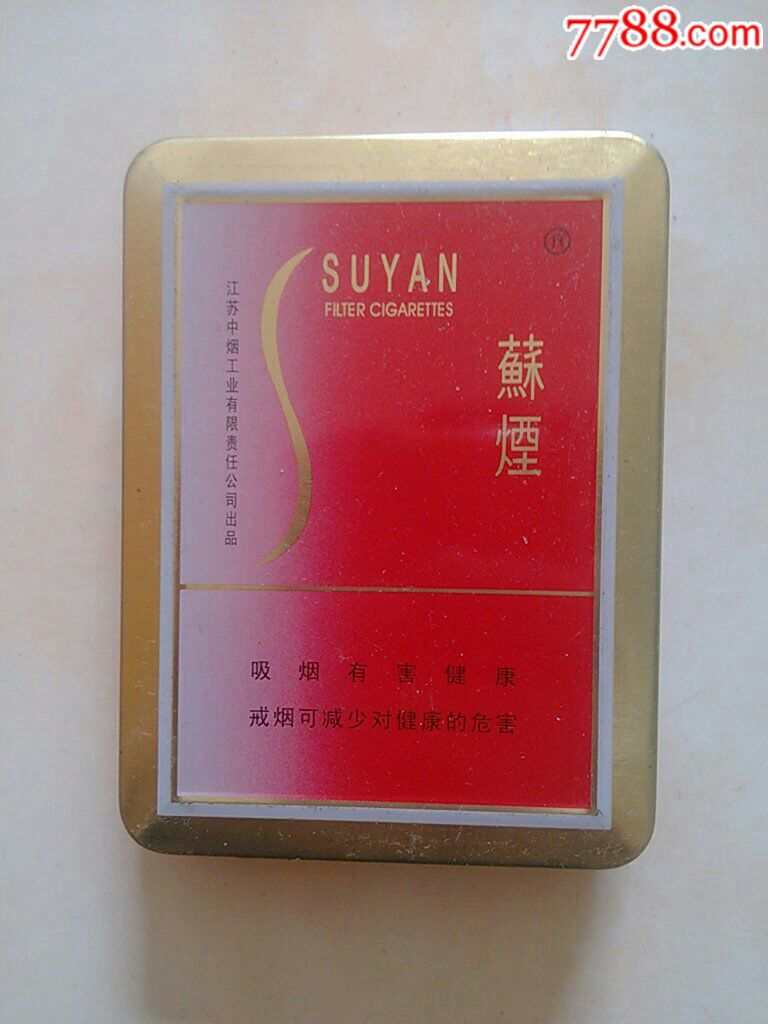 7788.com
SUYAN
FILTER CIGARETTES
®
蘇煙
江苏中烟工业有限责任公司出品
吸烟有害健康
戒烟可减少对健康的危害